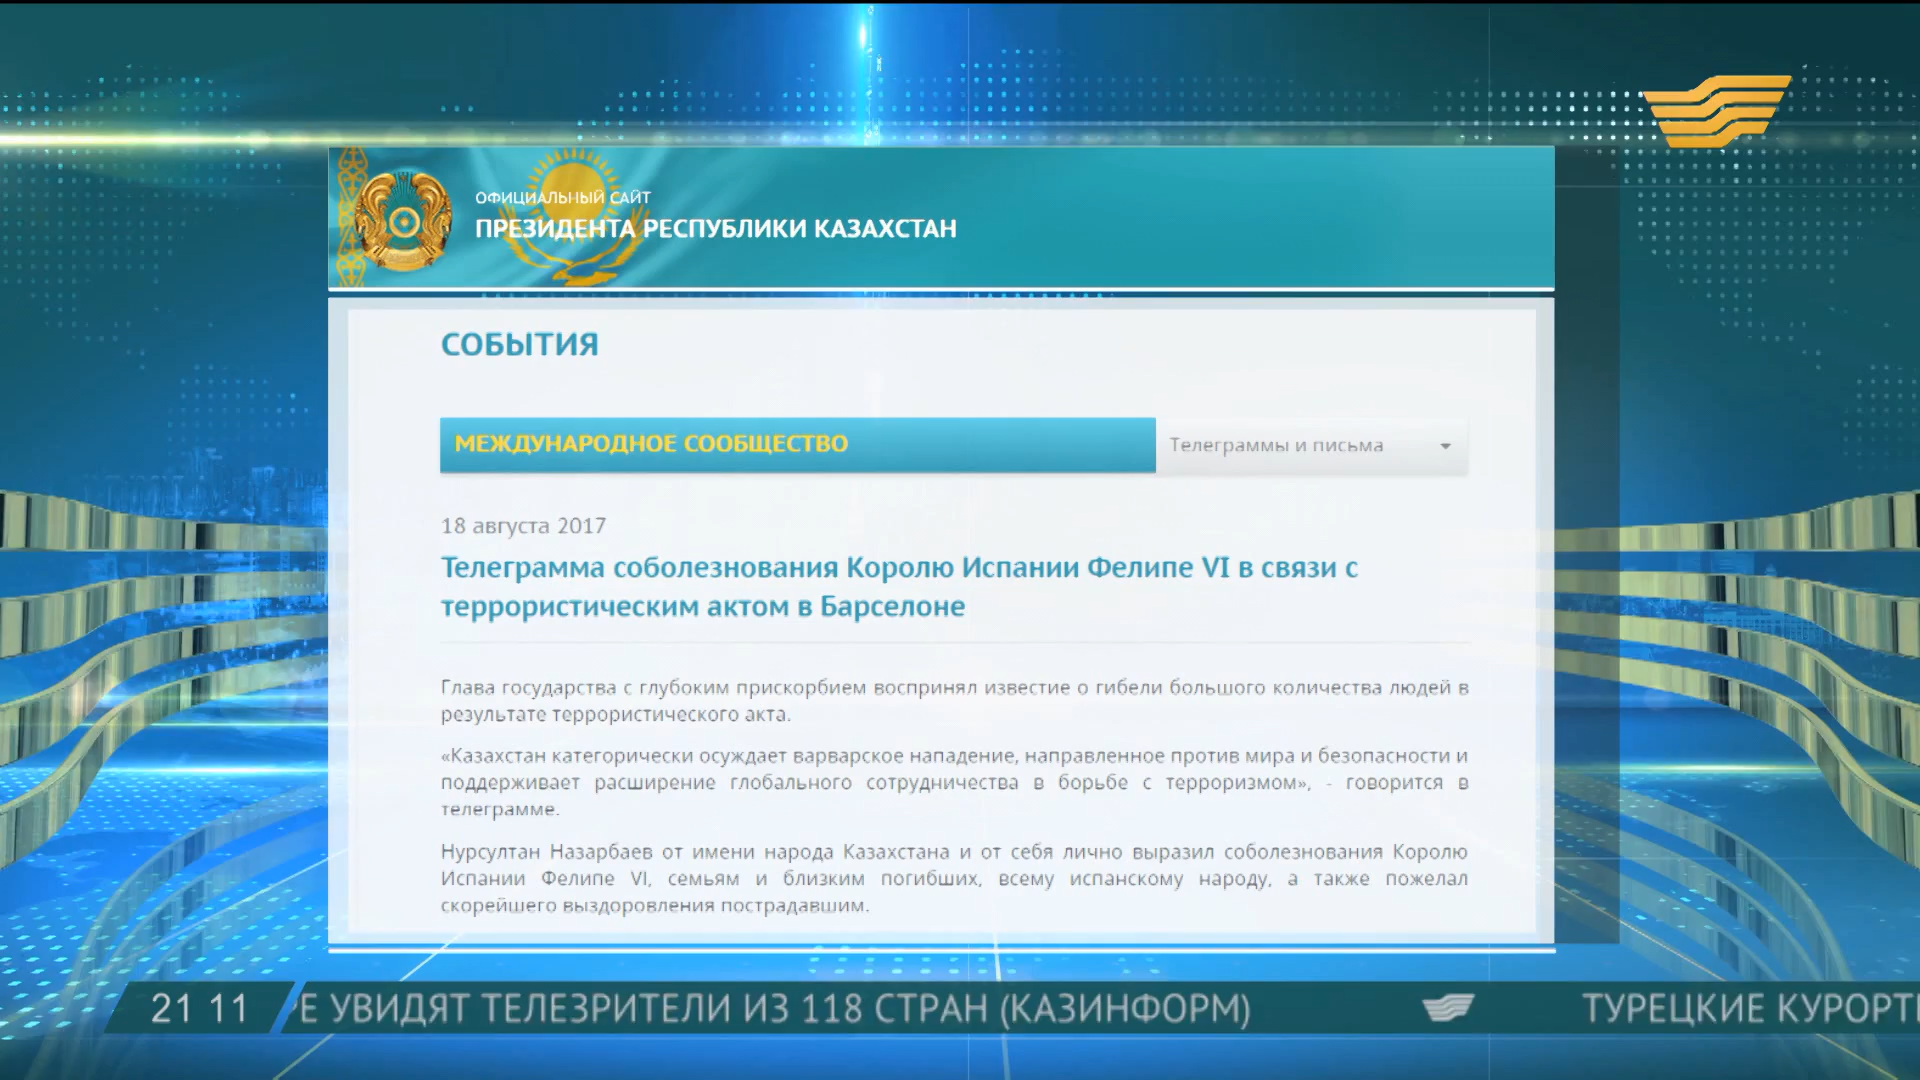 ОФИЦИАЛЬНЫЙ САЙТ
ПРЕЗИДЕНТА РЕСПУБЛИКИ КАЗАХСТАН
СОБЫТИЯ
МЕЖДУНАРОДНОЕ СООБЩЕСТВО
Телеграммы и письма
18 августа 2017
Телеграмма соболезнования Королю Испании Фелипе VI в связи с
террористическим актом в Барселоне
Глава государства с глубоким прискорбием воспринял известие о гибели большого количества людей в
результате террористического акта.
«Казахстан категорически осуждает варварское нападение, направленное против мира и безопасности и
поддерживает расширение глобального сотрудничества в борьбе с терроризмом», - говорится в
телеграмме.
Нурсултан Назарбаев от имени народа Казахстана и от себя лично выразил соболезнования Королю
Испании Фелипе VI, семьям и близким погибших, всему испанскому народу, а также пожелал
скорейшего выздоровления пострадавшим.
21 11 РЕ УВИДЯТ ТЕЛЕЗРИТЕЛИ ИЗ 118 СТРАН (КАЗИНФОРМ) ТУРЕЦКИЕ КУРОРТ